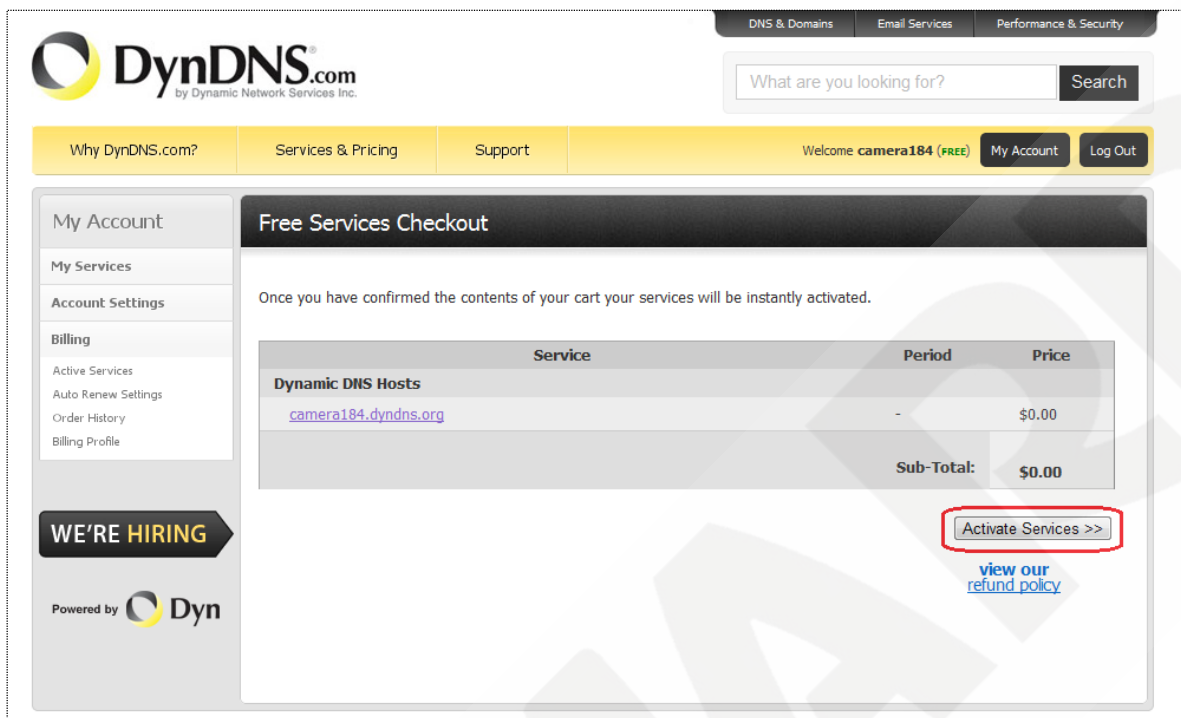 DNS & Domains Email Services Performance & Security
DynDNS.com
by Dynamic Network Services Inc.
What are you looking for? Search
Why DynDNS.com? Services & Pricing Support Welcome camera184 (FREE) My Account Log Out
My Account
My Services
Account Settings
Billing
Active Services
Auto Renew Settings
Order History
Billing Profile
WE'RE HIRING
Powered by Dyn
Free Services Checkout
Once you have confirmed the contents of your cart your services will be instantly activated.
Service Period Price
Dynamic DNS Hosts
camera184.dyndns.org - $0.00
Sub-Total: $0.00
Activate Services >>
view our
refund policy